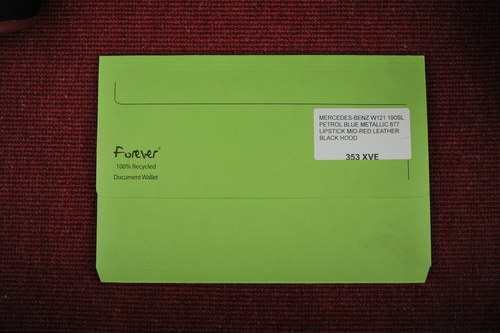 MERCEDES-BENZ W121 190SL
PETROL BLUE METALLIC 877
LIPSTICK MID-RED LEATHER
BLACK HOOD
353 XVE
Forever
100% Recycled
Document Wallet